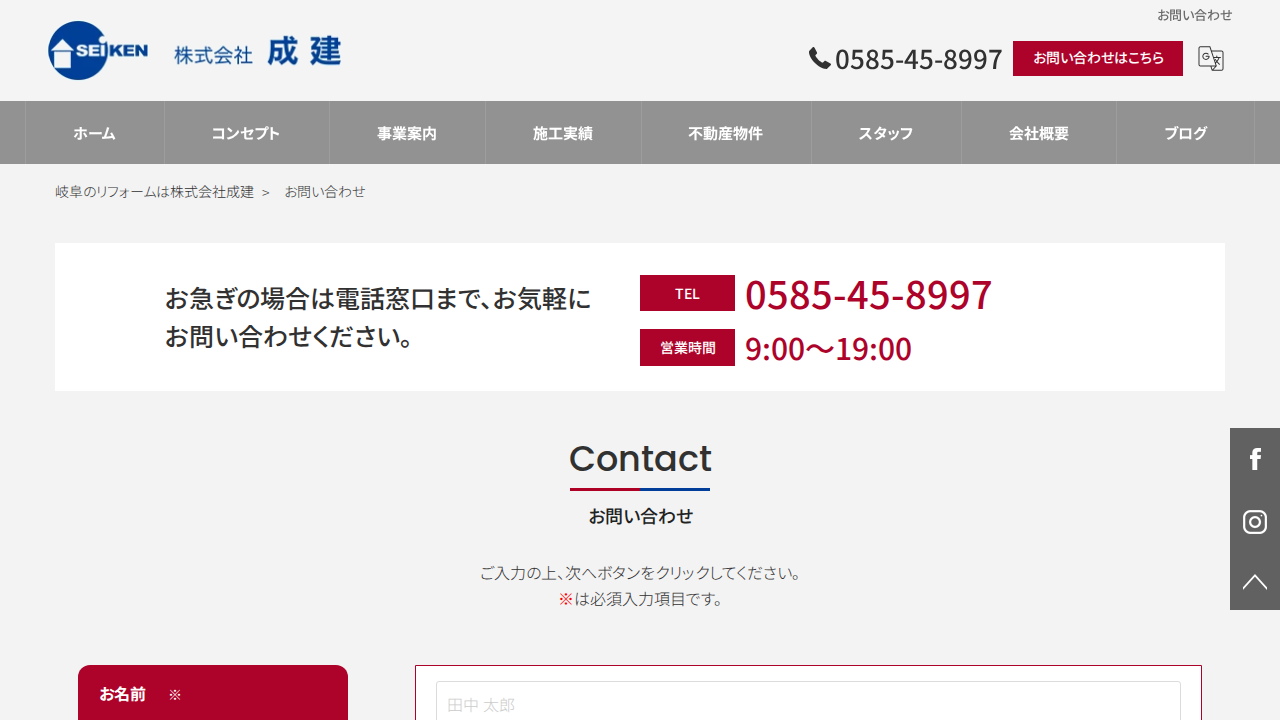 お問い合わせ
SEiKEN 株式会社 成建
0585-45-8997 お問い合わせはこちら
ホーム コンセプト 事業案内 施工実績 不動産物件 スタッフ 会社概要 ブログ
岐阜のリフォームは株式会社成建 > お問い合わせ
お急ぎの場合は電話窓口まで、お気軽に
お問い合わせください。
TEL 0585-45-8997
営業時間 9:00〜19:00
Contact
お問い合わせ
ご入力の上、次へボタンをクリックしてください。
※は必須入力項目です。
お名前 ※
田中 太郎